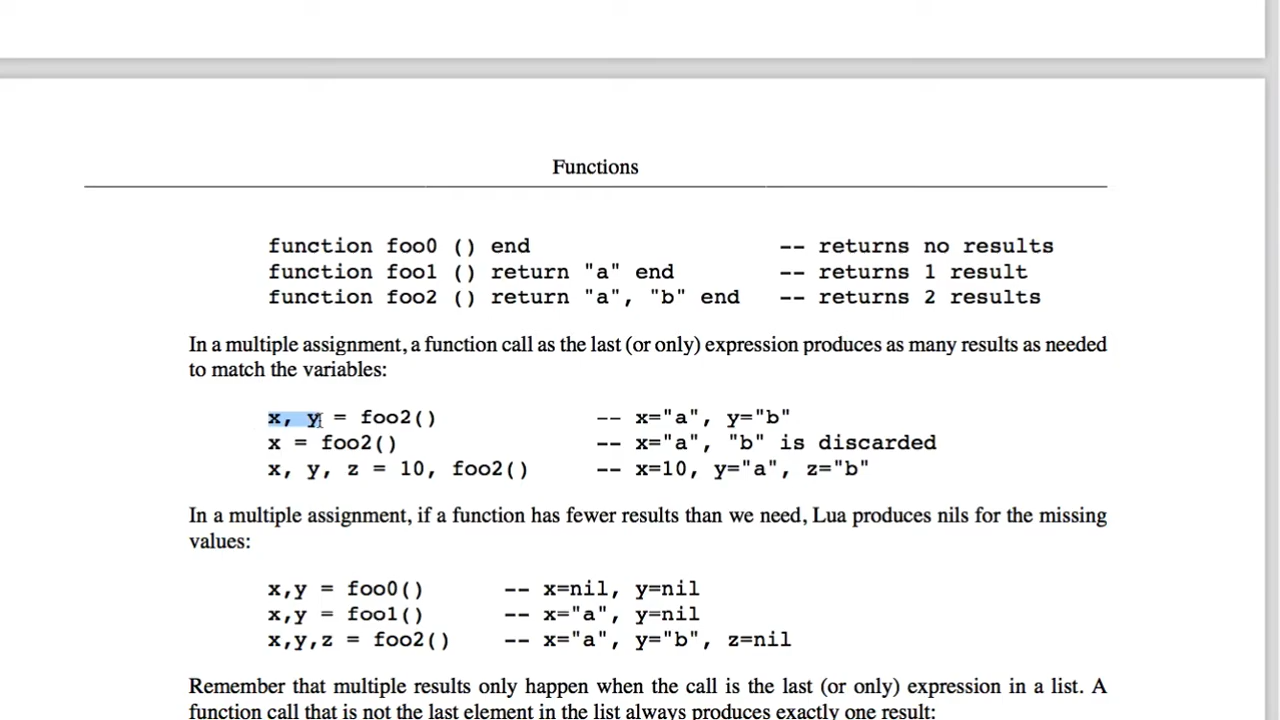 Functions
function foo0 () end -- returns no results
function foo1 () return "a" end -- returns 1 result
function foo2 () return "a", "b" end -- returns 2 results
In a multiple assignment, a function call as the last (or only) expression produces as many results as needed
to match the variables:
x, y = foo2() -- x="a", y="b"
x = foo2() -- x="a", "b" is discarded
x, y, z = 10, foo2() -- x=10, y="a", z="b"
In a multiple assignment, if a function has fewer results than we need, Lua produces nils for the missing
values:
x,y = foo0() -- x=nil, y=nil
x,y = foo1() -- x="a", y=nil
x,y,z = foo2() -- x="a", y="b", z=nil
Remember that multiple results only happen when the call is the last (or only) expression in a list. A
function call that is not the last element in the list always produces exactly one result: